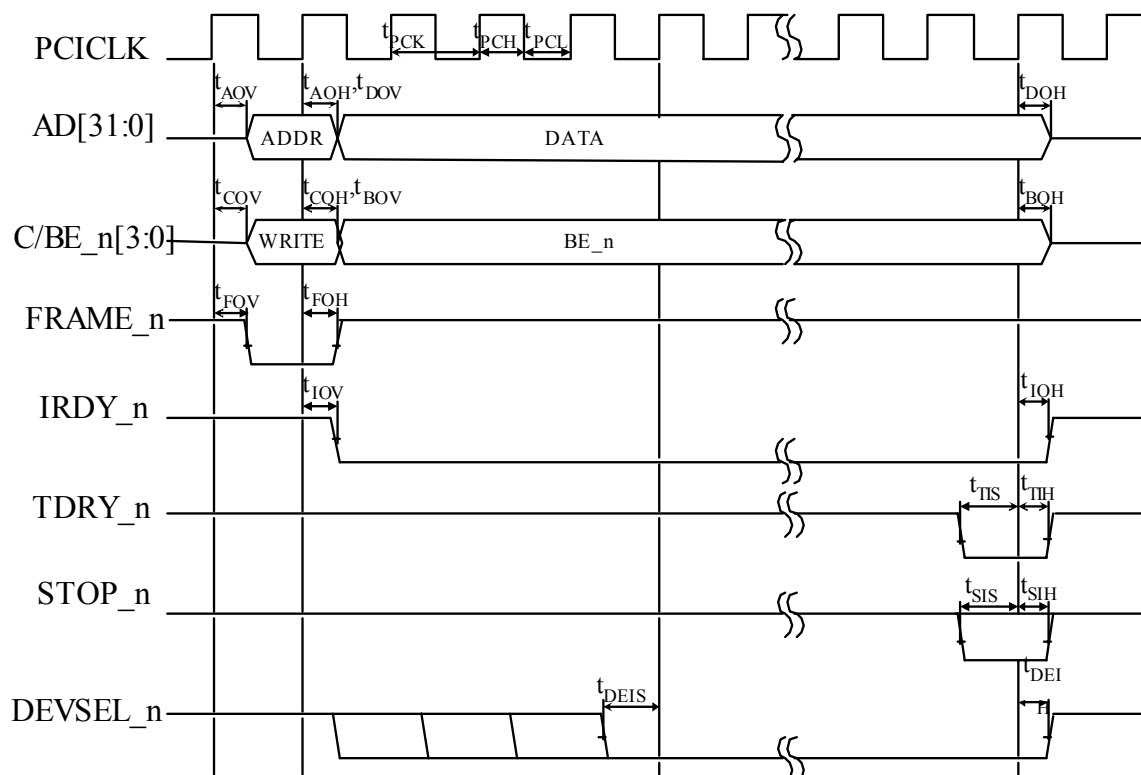 PCICLK
tPCK tPCH tPCL
tAOV tAOH,tDOV tDOH
AD[31:0] ADDR DATA
tCOV tCOH,tBOV tBOH
C/BE_n[3:0] WRITE BE_n
tFOV tFOH
FRAME_n
tIOV tIOH
IRDY_n
tTIS tTIH
TDRY_n
STOP_n
tSIS tSIH
tDEI
tDEIS H
DEVSEL_n